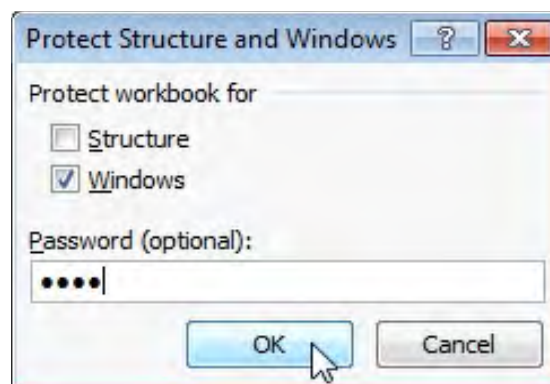 Protect Structure and Windows ?
Protect workbook for
Structure
Windows
Password (optional):
••••
OK Cancel